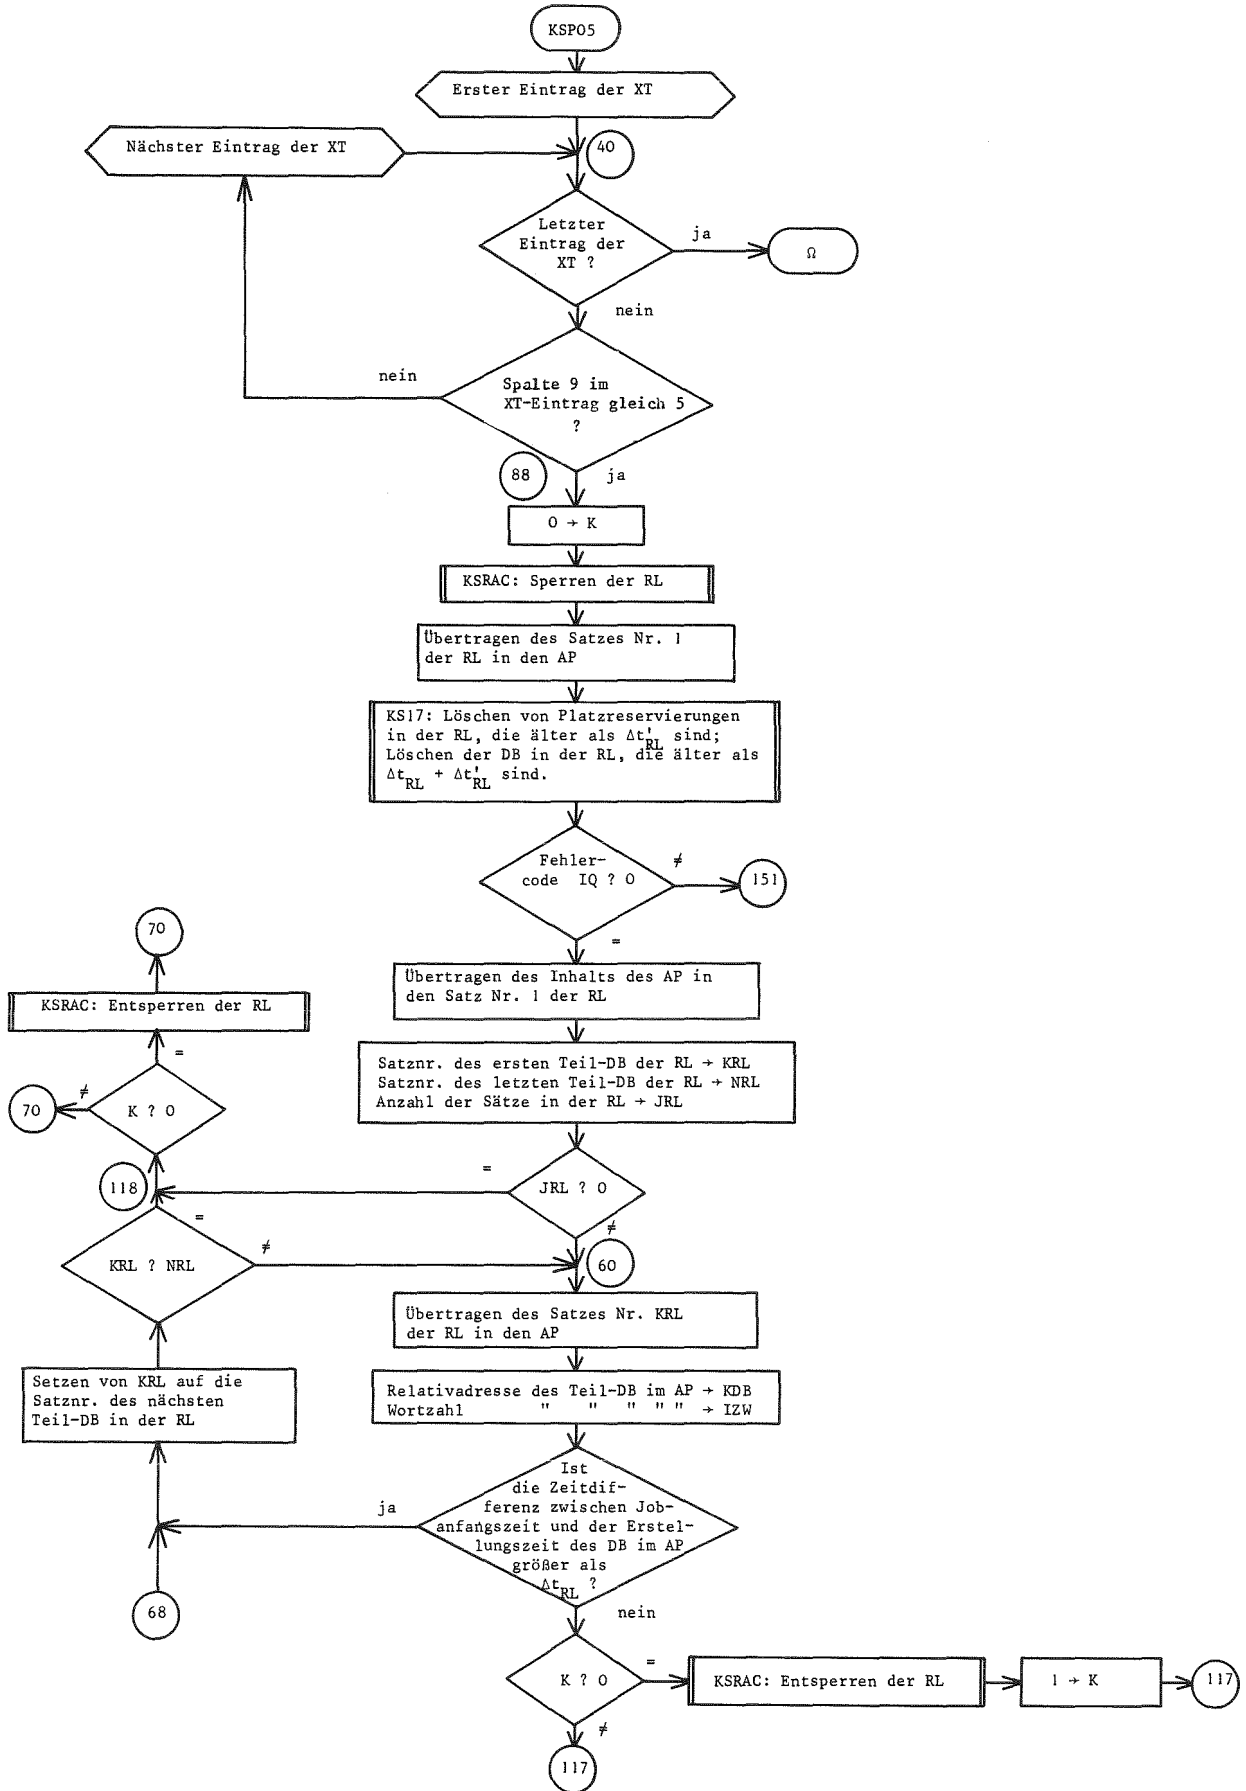 KSP05
Erster Eintrag der XT
Nächster Eintrag der XT
40
Letzter
Eintrag der
XT ?
ja
Ω
nein
nein
Spalte 9 im
XT-Eintrag gleich 5
?
88
ja
0 → K
KSRAC: Sperren der RL
Übertragen des Satzes Nr. 1
der RL in den AP
KS17: Löschen von Platzreservierungen
in der RL, die älter als Δt'RL sind;
Löschen der DB in der RL, die älter als
ΔtRL + Δt'RL sind.
Fehler-
code IQ ? 0
≠
151
=
70
Übertragen des Inhalts des AP in
den Satz Nr. 1 der RL
KSRAC: Entsperren der RL
=
Satznr. des ersten Teil-DB der RL → KRL
Satznr. des letzten Teil-DB der RL → NRL
Anzahl der Sätze in der RL → JRL
≠
70
K ? 0
118
=
JRL ? 0
=
≠
KRL ? NRL
≠
60
Übertragen des Satzes Nr. KRL
der RL in den AP
Setzen von KRL auf die
Satznr. des nächsten
Teil-DB in der RL
Relativadresse des Teil-DB im AP → KDB
Wortzahl " " " " " → IZW
Ist
die Zeitdif-
ferenz zwischen Job-
anfangszeit und der Erstel-
lungszeit des DB im AP
größer als
ΔtRL ?
ja
68
nein
K ? 0
=
KSRAC: Entsperren der RL
1 → K
117
≠
117